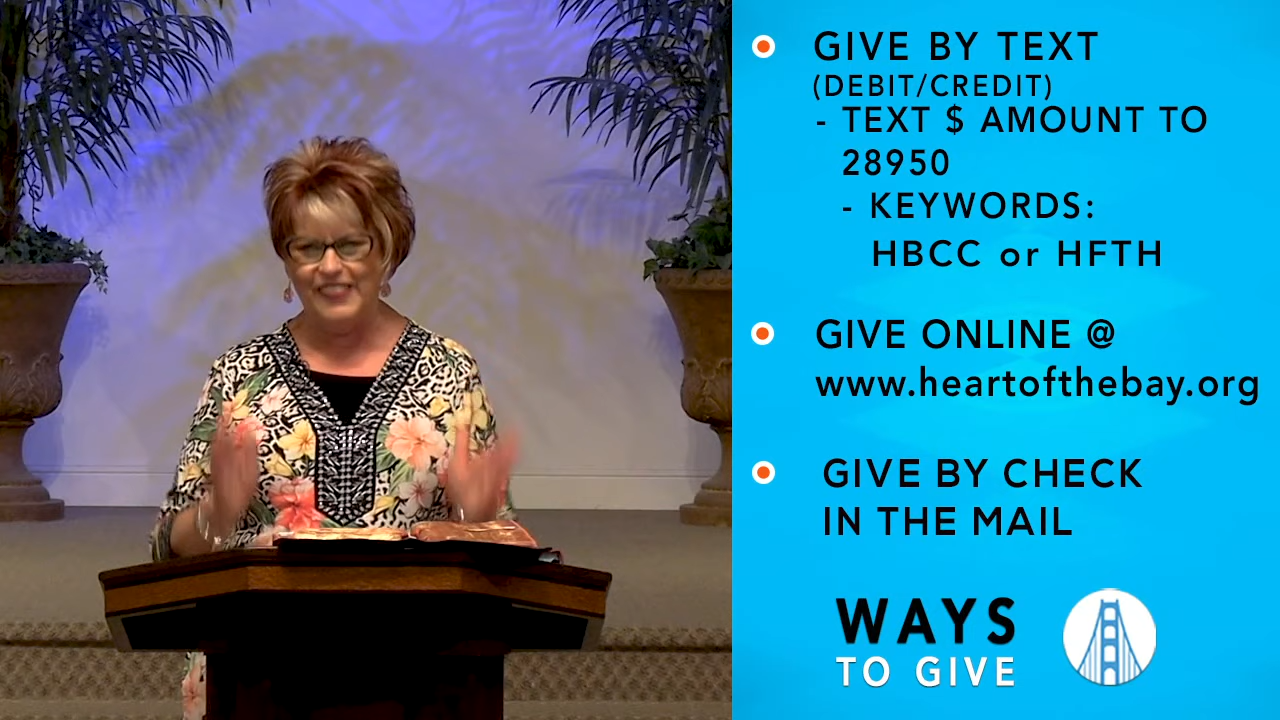 GIVE BY TEXT
(DEBIT/CREDIT)
- TEXT $ AMOUNT TO
28950
- KEYWORDS:
HBCC or HFTH
GIVE ONLINE @
www.heartofthebay.org
GIVE BY CHECK
IN THE MAIL
WAYS
TO GIVE